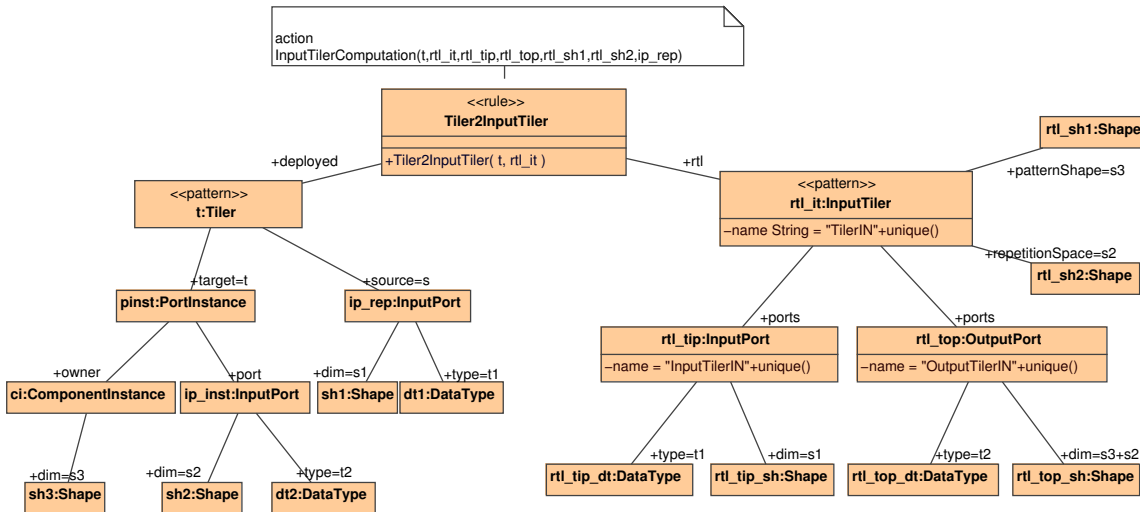 action
InputTilerComputation(t,rtl_it,rtl_tip,rtl_top,rtl_sh1,rtl_sh2,ip_rep)
<<rule>>
Tiler2InputTiler
+Tiler2InputTiler( t, rtl_it )
+deployed
+rtl
rtl_sh1:Shape
+patternShape=s3
<<pattern>>
t:Tiler
<<pattern>>
rtl_it:InputTiler
−name String = "TilerIN"+unique()
+repetitionSpace=s2
rtl_sh2:Shape
+target=t
+source=s
pinst:PortInstance
ip_rep:InputPort
+ports
+ports
rtl_tip:InputPort
−name = "InputTilerIN"+unique()
rtl_top:OutputPort
−name = "OutputTilerIN"+unique()
+owner
+port
+dim=s1
+type=t1
ci:ComponentInstance
ip_inst:InputPort
sh1:Shape
dt1:DataType
+type=t1
+dim=s1
+type=t2
+dim=s3+s2
rtl_tip_dt:DataType
rtl_tip_sh:Shape
rtl_top_dt:DataType
rtl_top_sh:Shape
+dim=s3
+dim=s2
+type=t2
sh3:Shape
sh2:Shape
dt2:DataType